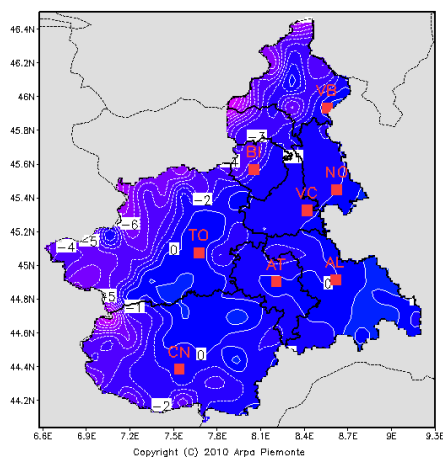 46.4N
46.2N
46N
45.8N
45.6N
45.4N
45.2N
45N
44.8N
44.6N
44.4N
44.2N
VB
-7
BI
NO
VC
-2
-6
-5
-4
TO
0
AT
AL
0
-5
-1
CN
0
-2
6.6E 6.9E 7.2E 7.5E 7.8E 8.1E 8.4E 8.7E 9E 9.3E
Copyright (C) 2010 Arpa Piemonte